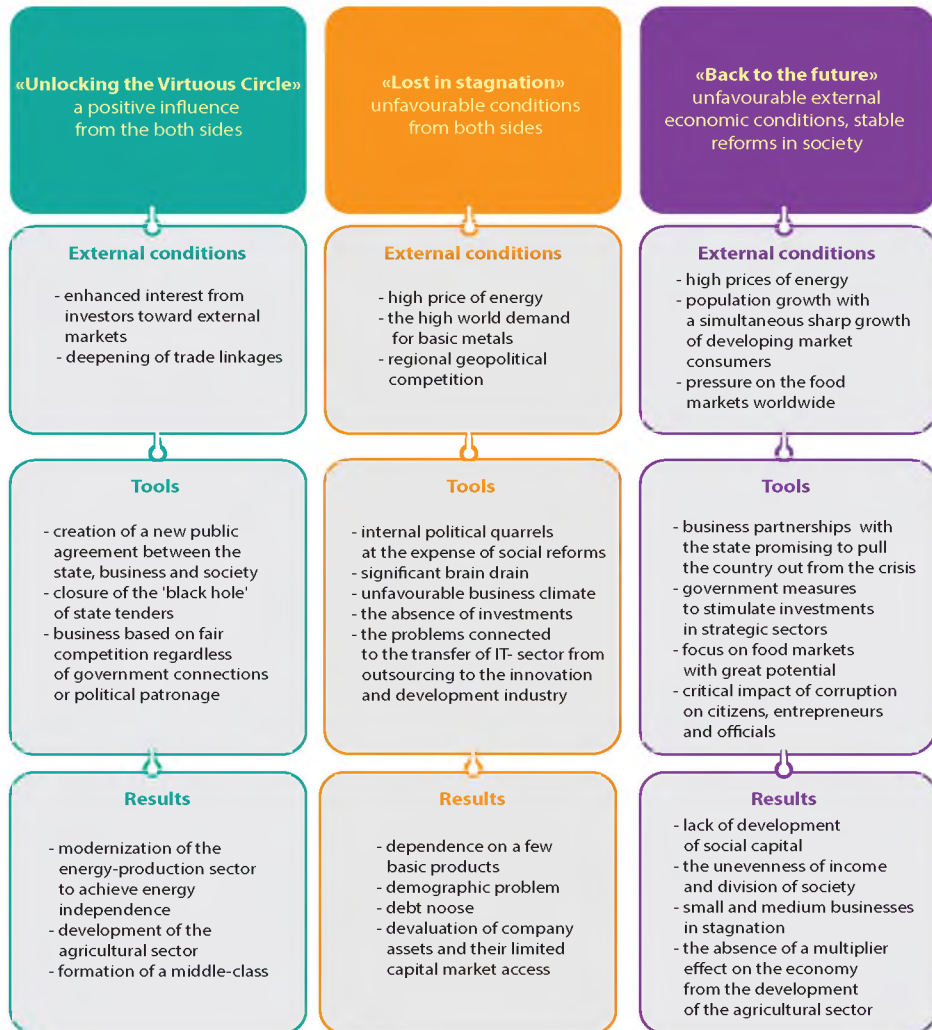 «Unlocking the Virtuous Circle»
a positive influence
from the both sides
External conditions
- enhanced interest from
investors toward external
markets
- deepening of trade linkages
Tools
- creation of a new public
agreement between the
state, business and society
- closure of the 'black hole'
of state tenders
- business based on fair
competition regardless
of government connections
or political patronage
Results
- modernization of the
energy-production sector
to achieve energy
independence
- development of the
agricultural sector
- formation of a middle-class
«Lost in stagnation»
unfavourable conditions
from both sides
External conditions
- high price of energy
- the high world demand
for basic metals
- regional geopolitical
competition
Tools
- internal political quarrels
at the expense of social reforms
- significant brain drain
- unfavourable business climate
- the absence of investments
- the problems connected
to the transfer of IT- sector from
outsourcing to the innovation
and development industry
Results
- dependence on a few
basic products
- demographic problem
- debt noose
- devaluation of company
assets and their limited
capital market access
«Back to the future»
unfavourable external
economic conditions, stable
reforms in society
External conditions
- high prices of energy
- population growth with
a simultaneous sharp growth
of developing market
consumers
- pressure on the food
markets worldwide
Tools
- business partnerships with
the state promising to pull
the country out from the crisis
- government measures
to stimulate investments
in strategic sectors
- focus on food markets
with great potential
- critical impact of corruption
on citizens, entrepreneurs
and officials
Results
- lack of development
of social capital
- the unevenness of income
and division of society
- small and medium businesses
in stagnation
- the absence of a multiplier
effect on the economy
from the development
of the agricultural sector